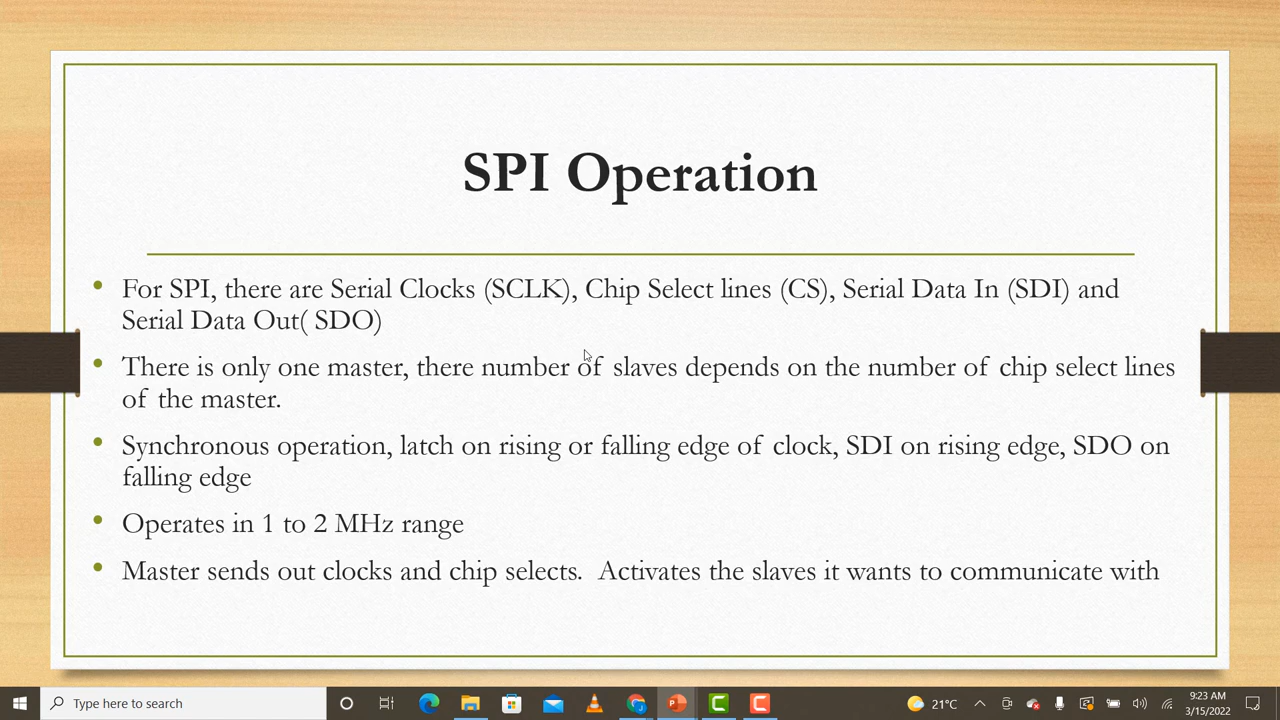 SPI Operation
• For SPI, there are Serial Clocks (SCLK), Chip Select lines (CS), Serial Data In (SDI) and
Serial Data Out( SDO)
• There is only one master, there number of slaves depends on the number of chip select lines
of the master.
• Synchronous operation, latch on rising or falling edge of clock, SDI on rising edge, SDO on
falling edge
• Operates in 1 to 2 MHz range
• Master sends out clocks and chip selects.  Activates the slaves it wants to communicate with
Type here to search
21°C
9:23 AM
3/15/2022